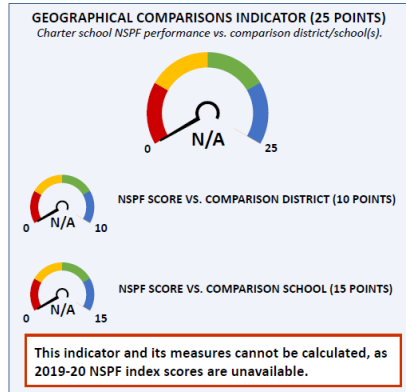 GEOGRAPHICAL COMPARISONS INDICATOR (25 POINTS)
Charter school NSPF performance vs. comparison district/school(s).
N/A
0
25
NSPF SCORE VS. COMPARISON DISTRICT (10 POINTS)
N/A
0
10
NSPF SCORE VS. COMPARISON SCHOOL (15 POINTS)
N/A
0
15
This indicator and its measures cannot be calculated, as
2019-20 NSPF index scores are unavailable.